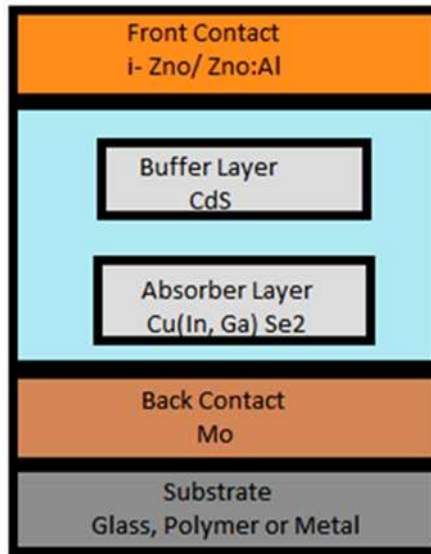 Front Contact
i- Zno/ Zno:Al
Buffer Layer
CdS
Absorber Layer
Cu(In, Ga) Se2
Back Contact
Mo
Substrate
Glass, Polymer or Metal